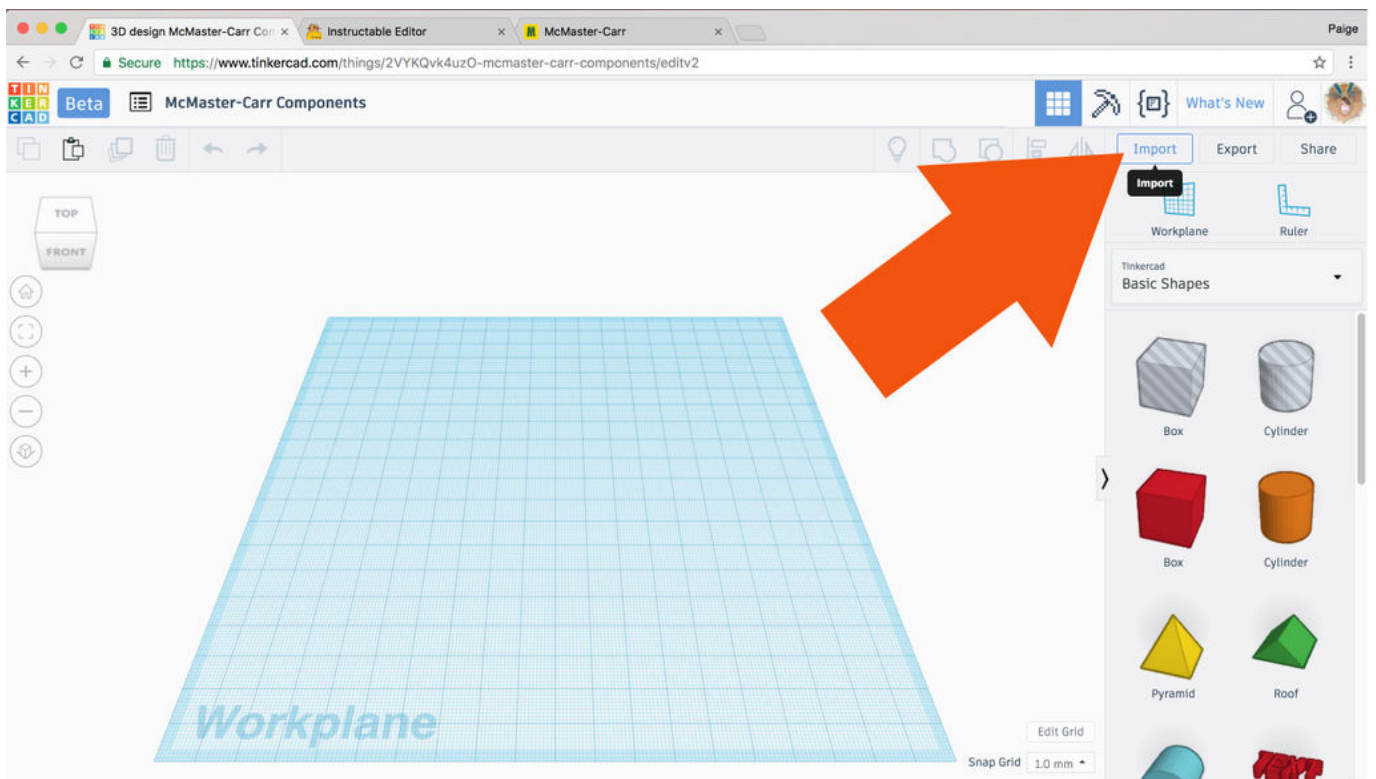 3D design McMaster-Carr Con
Instructable Editor
McMaster-Carr
Paige
Secure https://www.tinkercad.com/things/2VYKQvk4uzO-mcmaster-carr-components/editv2
TIN
KER
CAD
Beta
McMaster-Carr Components
What's New
Import
Export
Share
Import
TOP
FRONT
Workplane
Ruler
Tinkercad
Basic Shapes
Box
Cylinder
Box
Cylinder
Pyramid
Roof
TEXT
Workplane
Edit Grid
Snap Grid
1.0 mm